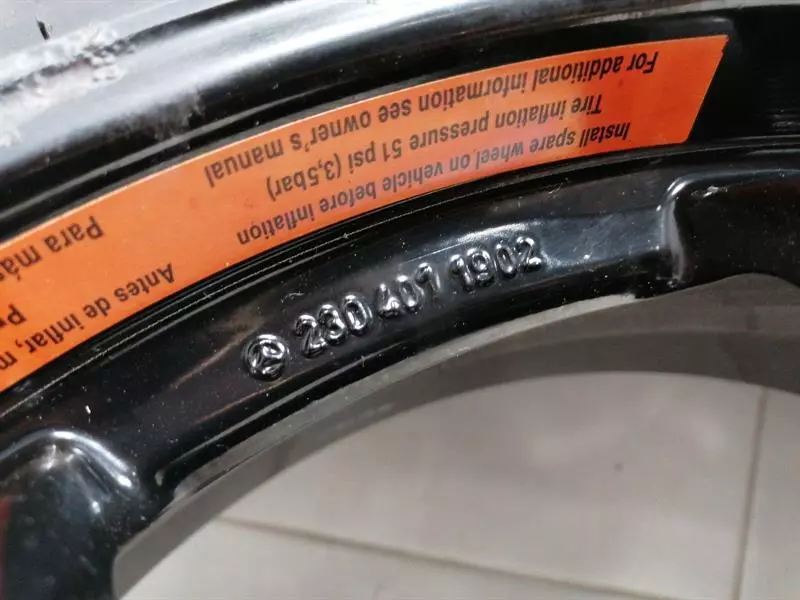 Install spare wheel on vehicle before inflation
Tire inflation pressure 51 psi (3,5bar)
For additional information see owner's manual
Antes de inflar, m
Para más
230 401 1902